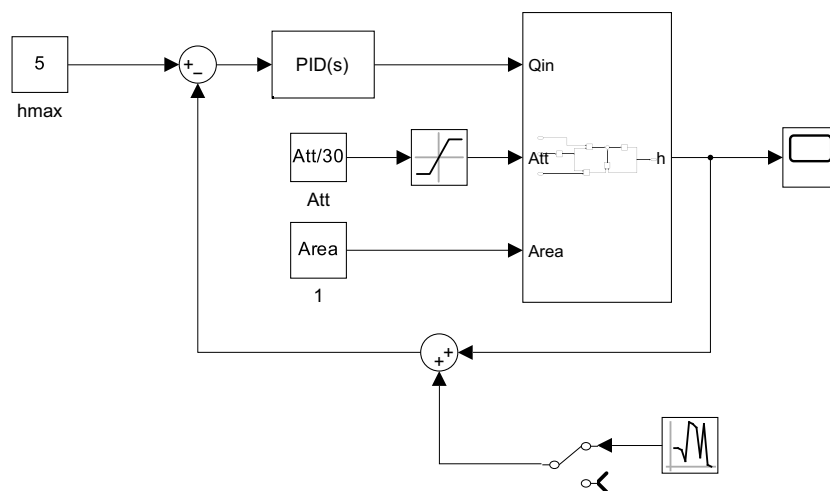 5
hmax
+
−
PID(s)
Qin
Att/30
Att
Att
h
Area
1
Area
+
+